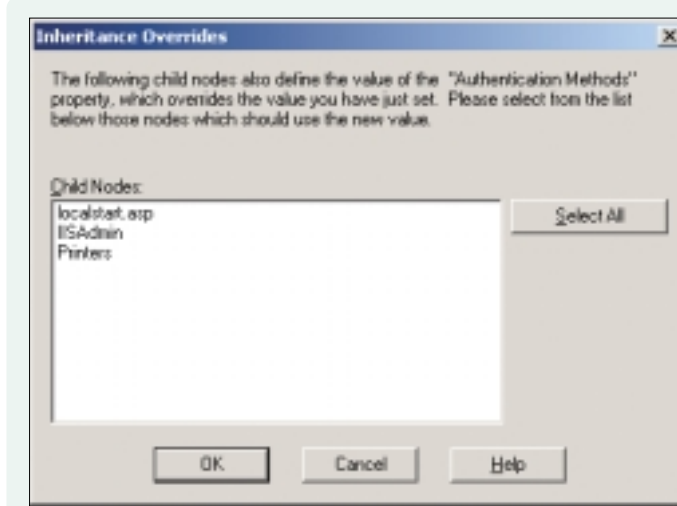 Inheritance Overrides
The following child nodes also define the value of the "Authentication Methods"
property, which overrides the value you have just set. Please select from the list
below those nodes which should use the new value.
Child Nodes:
localstart.asp
IISAdmin
Printers
Select All
OK
Cancel
Help